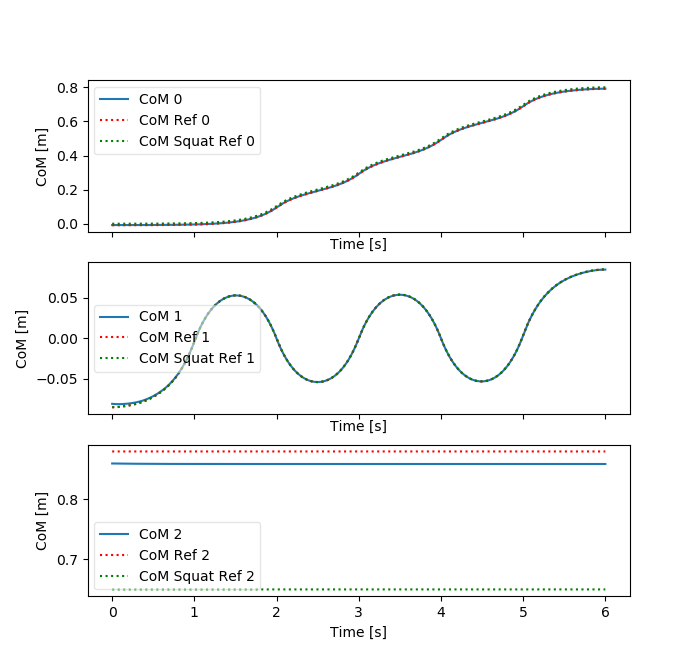 0.8
0.6
0.4
0.2
0.0
CoM [m]
CoM 0
CoM Ref 0
CoM Squat Ref 0
Time [s]
0.05
0.00
−0.05
CoM [m]
CoM 1
CoM Ref 1
CoM Squat Ref 1
Time [s]
0.8
0.7
CoM [m]
CoM 2
CoM Ref 2
CoM Squat Ref 2
0 1 2 3 4 5 6
Time [s]